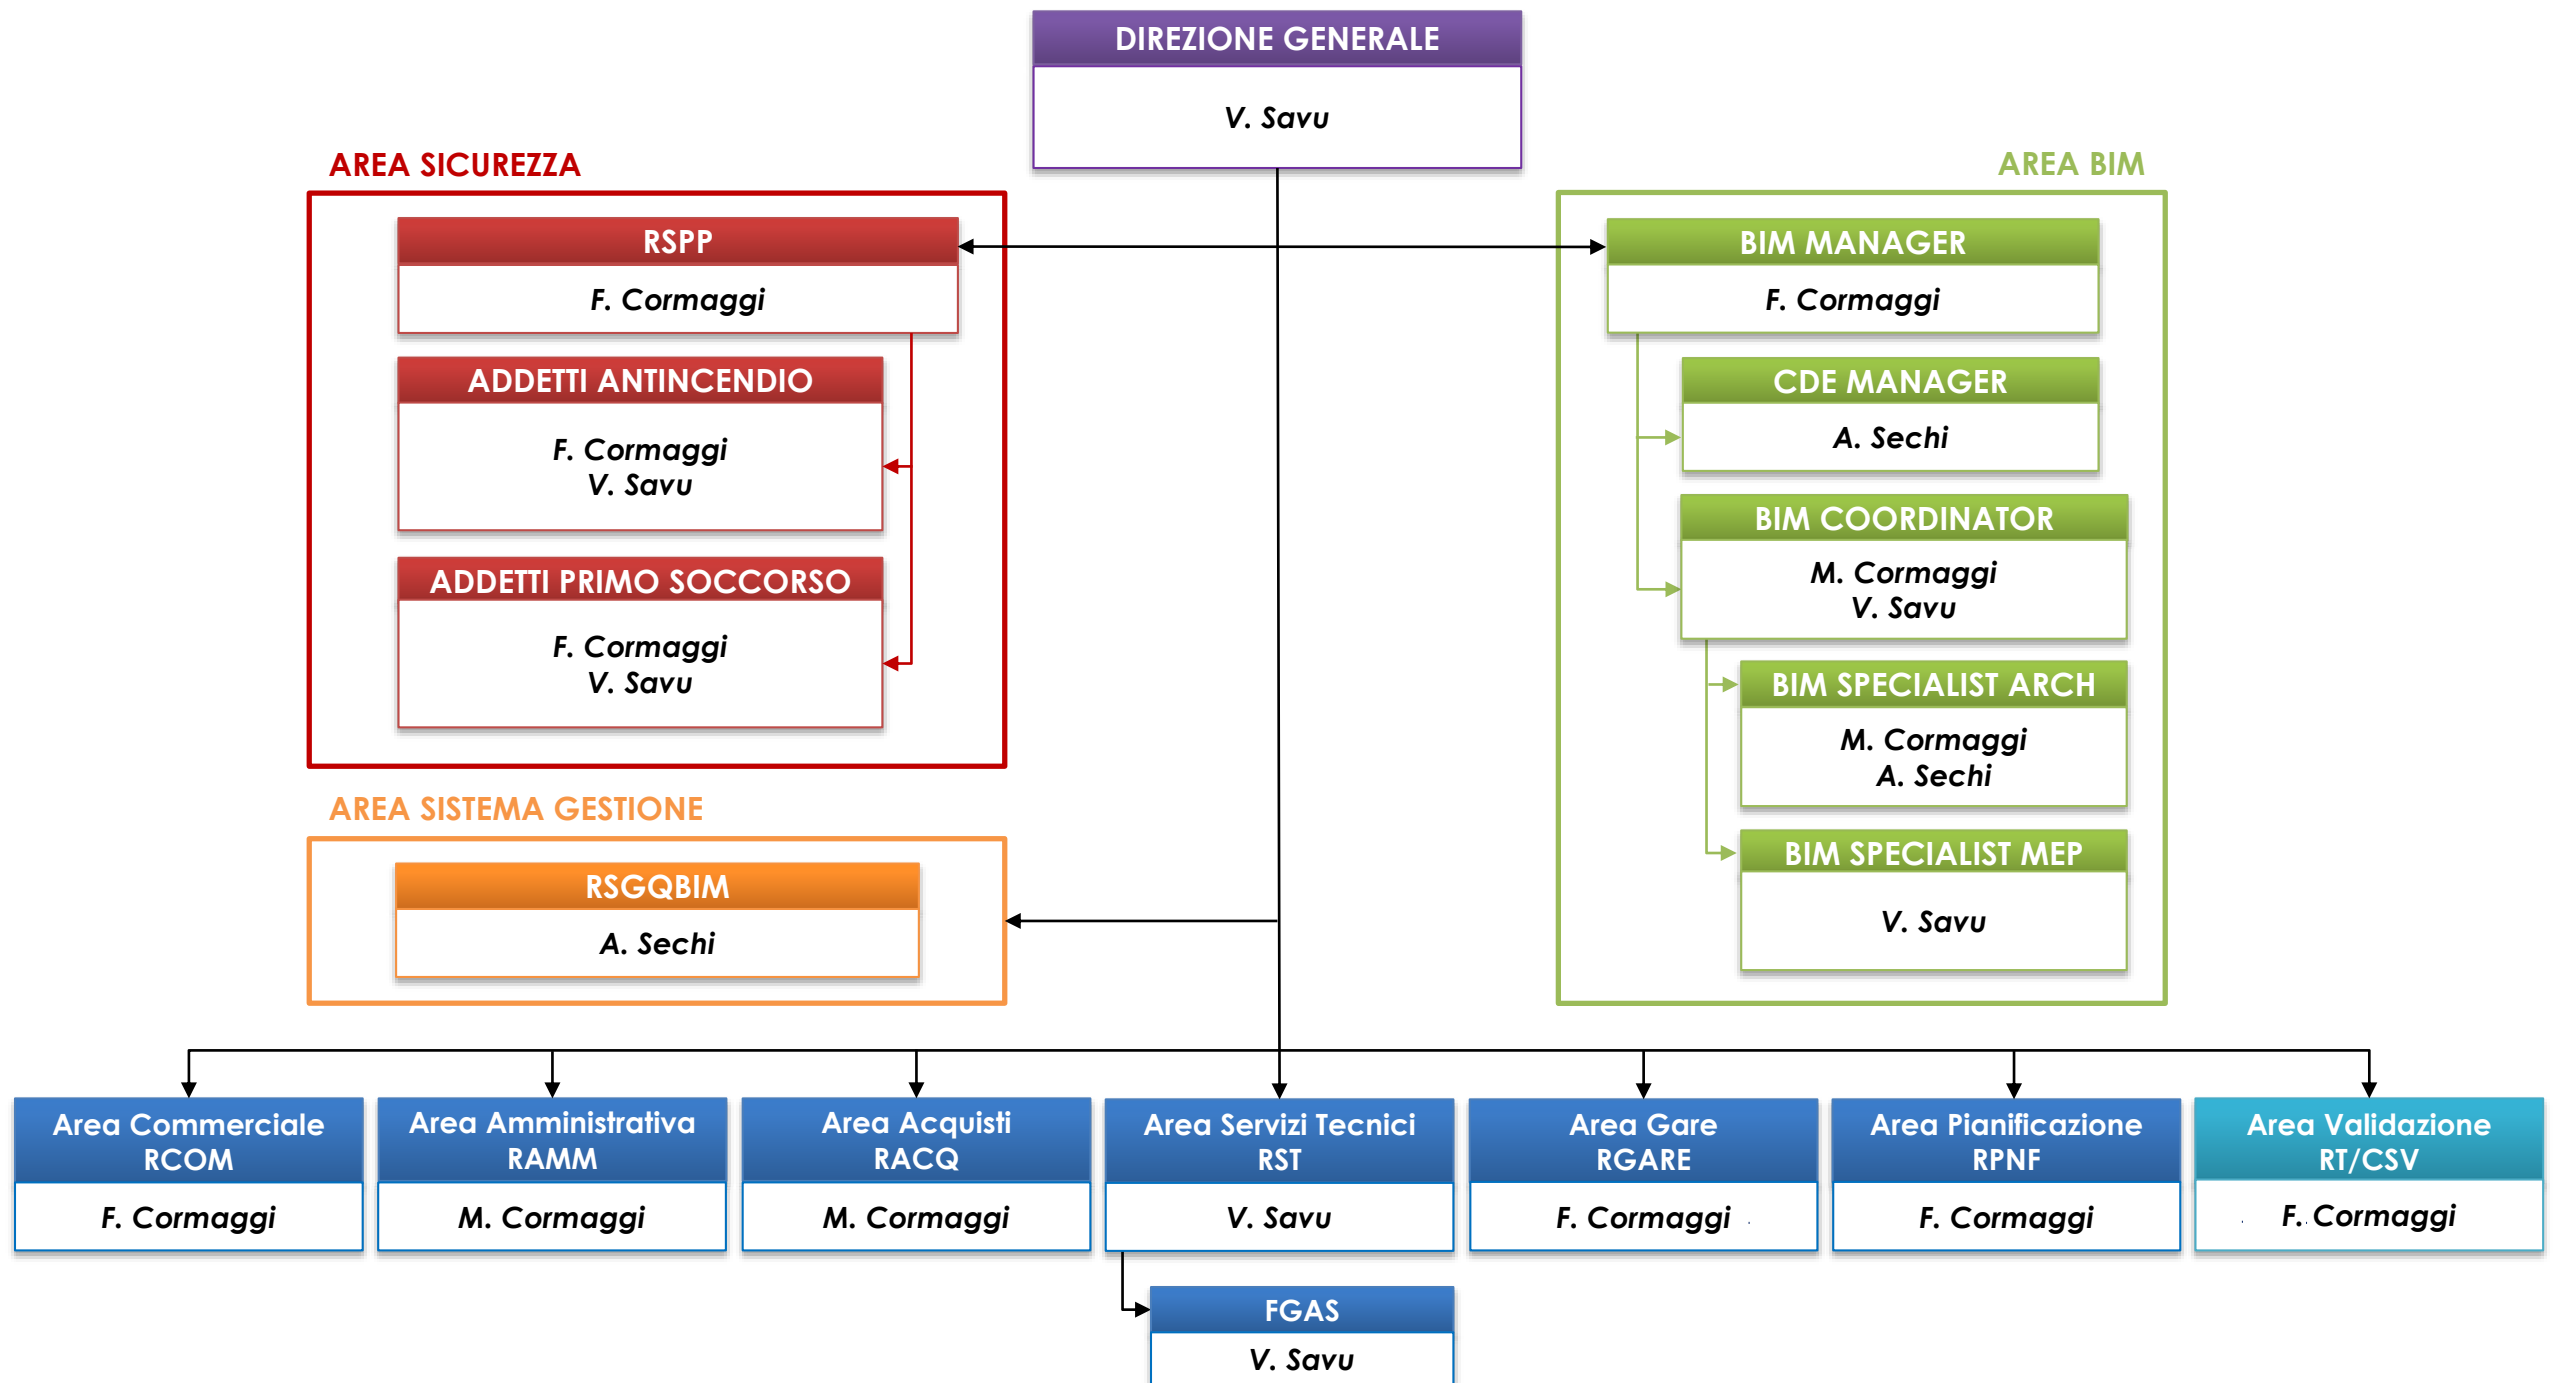 DIREZIONE GENERALE
V. Savu
AREA SICUREZZA
RSPP
F. Cormaggi
ADDETTI ANTINCENDIO
F. Cormaggi
V. Savu
ADDETTI PRIMO SOCCORSO
F. Cormaggi
V. Savu
AREA SISTEMA GESTIONE
RSGQBIM
A. Sechi
AREA BIM
BIM MANAGER
F. Cormaggi
CDE MANAGER
A. Sechi
BIM COORDINATOR
M. Cormaggi
V. Savu
BIM SPECIALIST ARCH
M. Cormaggi
A. Sechi
BIM SPECIALIST MEP
V. Savu
Area Commerciale
RCOM
F. Cormaggi
Area Amministrativa
RAMM
M. Cormaggi
Area Acquisti
RACQ
M. Cormaggi
Area Servizi Tecnici
RST
V. Savu
FGAS
V. Savu
Area Gare
RGARE
F. Cormaggi
Area Pianificazione
RPNF
F. Cormaggi
Area Validazione
RT/CSV
F. Cormaggi